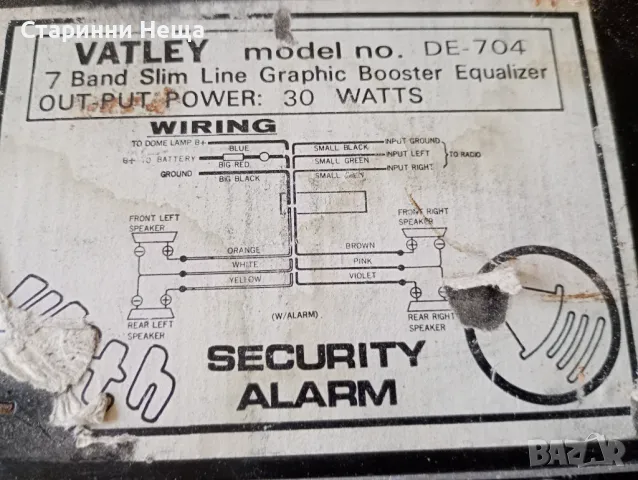 Старинни Неща
VATLEY model no. DE-704
7 Band Slim Line Graphic Booster Equalizer
OUT-PUT POWER: 30 WATTS
WIRING
TO DOME LAMP B+
BLUE
B+ TO BATTERY
BIG RED
GROUND
BIG BLACK
SMALL BLACK
INPUT GROUND
SMALL GREEN
INPUT LEFT
TO RADIO
SMALL
INPUT RIGHT
FRONT LEFT
SPEAKER
FRONT RIGHT
SPEAKER
ORANGE
WHITE
YELLOW
BROWN
PINK
VIOLET
REAR LEFT
SPEAKER
REAR RIGHT
SPEAKER
(W/ALARM)
with
SECURITY
ALARM
BAZAR